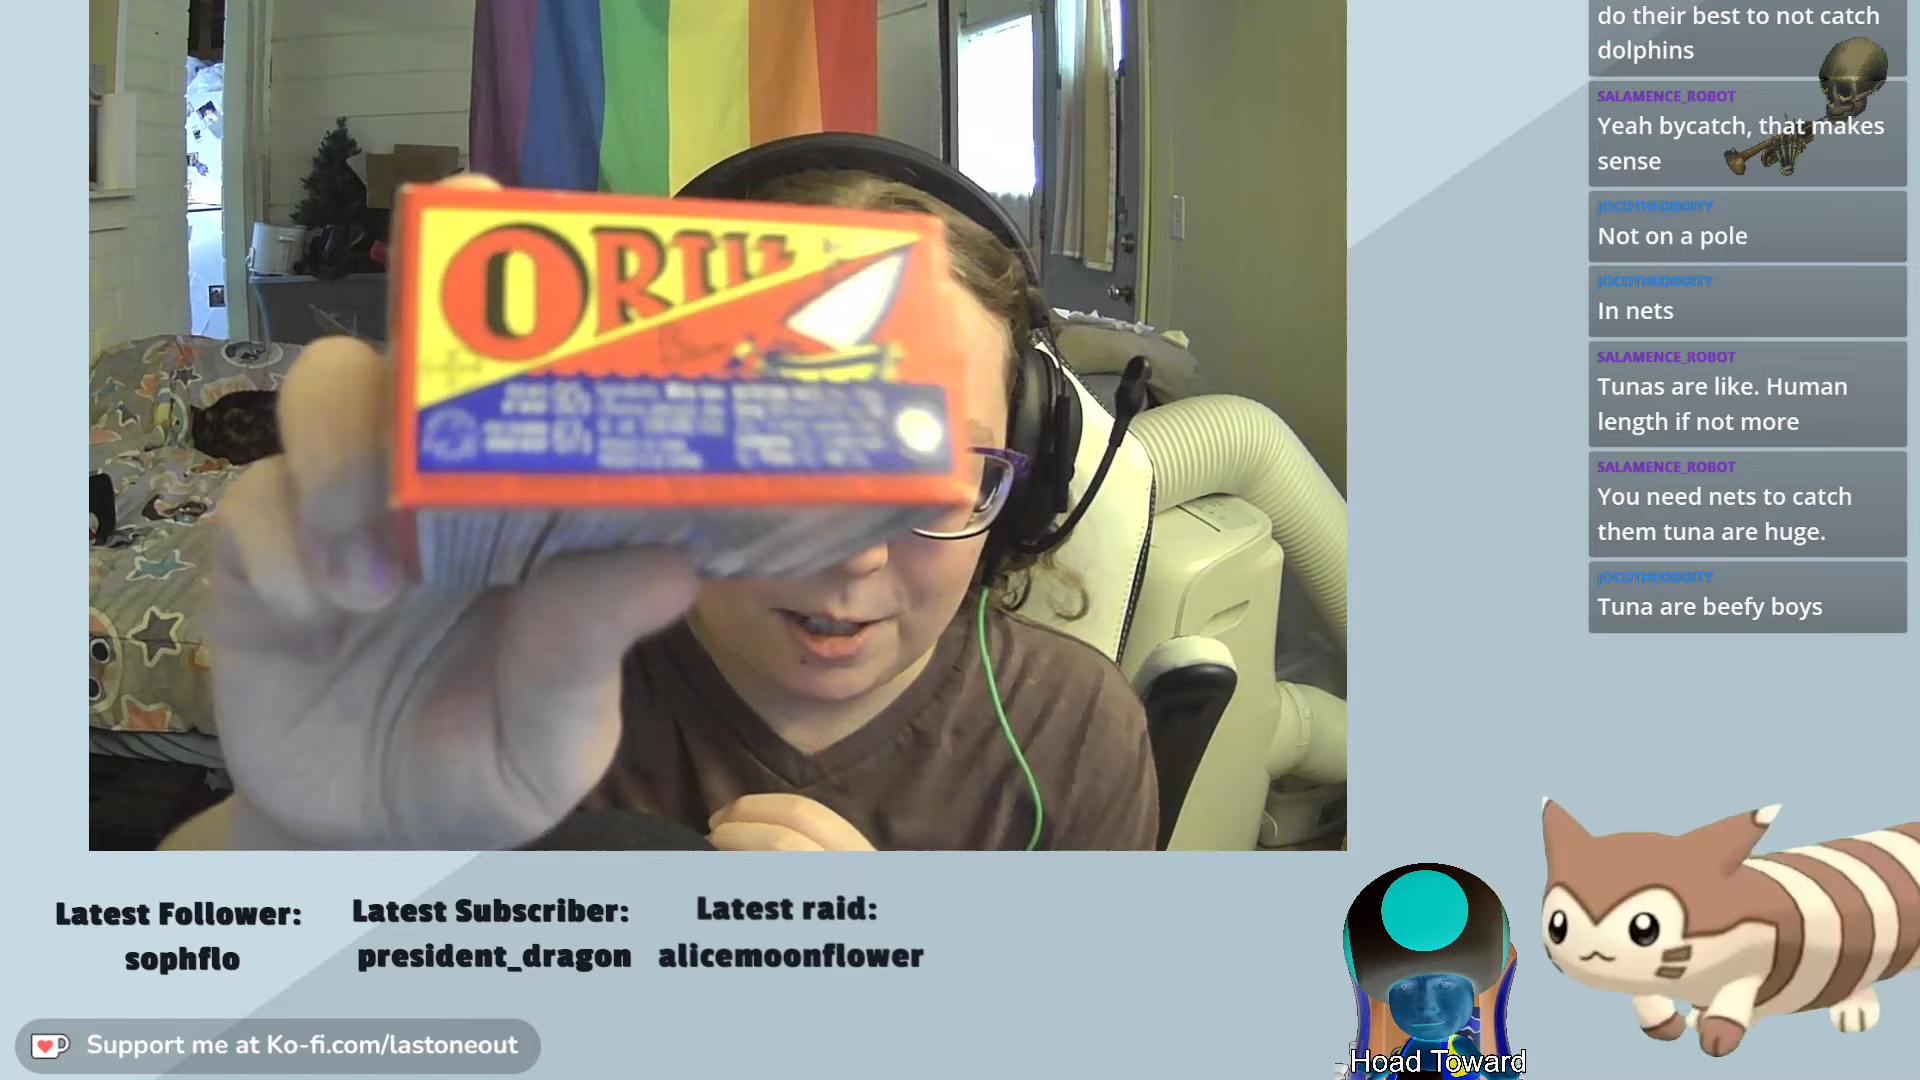 ORTIZ
do their best to not catch
dolphins
SALAMENCE_ROBOT
Yeah bycatch, that makes
sense
JOCOTHEODDITY
Not on a pole
JOCOTHEODDITY
In nets
SALAMENCE_ROBOT
Tunas are like. Human
length if not more
SALAMENCE_ROBOT
You need nets to catch
them tuna are huge.
JOCOTHEODDITY
Tuna are beefy boys
Latest Follower:
sophflo
Latest Subscriber:
president_dragon
Latest raid:
alicemoonflower
Support me at Ko-fi.com/lastoneout
Hoad Toward